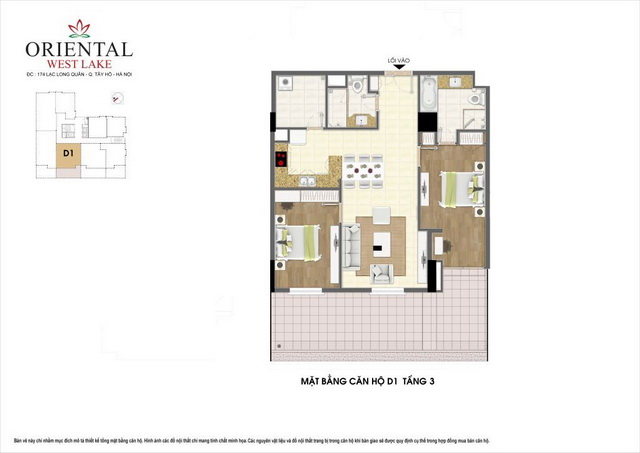 ORIENTAL
WEST LAKE
ĐC : 174 LẠC LONG QUÂN - Q. TÂY HỒ - HÀ NỘI
LỐI VÀO
D1
MẶT BẰNG CĂN HỘ D1 TẦNG 3
Bản vẽ này chỉ nhằm mục đích mô tả thiết kế tổng mặt bằng căn hộ. Hình ảnh các đồ nội thất chỉ mang tính chất minh họa. Các nguyên vật liệu và đồ nội thất trang bị trong căn hộ khi bàn giao sẽ được quy định cụ thể trong hợp đồng mua bán căn hộ.